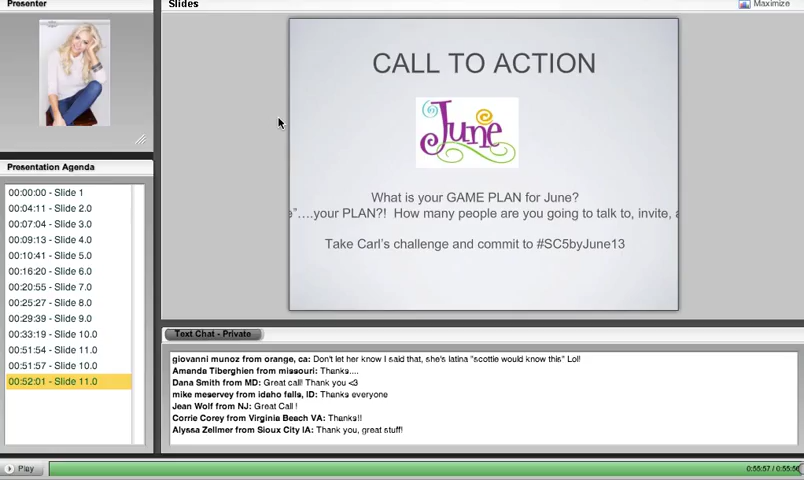 Presenter
Presentation Agenda
00:00:00 - Slide 1
00:04:11 - Slide 2.0
00:07:04 - Slide 3.0
00:09:13 - Slide 4.0
00:10:41 - Slide 5.0
00:16:20 - Slide 6.0
00:20:55 - Slide 7.0
00:25:27 - Slide 8.0
00:29:39 - Slide 9.0
00:33:19 - Slide 10.0
00:51:54 - Slide 11.0
00:51:57 - Slide 10.0
00:52:01 - Slide 11.0
Slides
Maximize
CALL TO ACTION
June
What is your GAME PLAN for June?
e”….your PLAN?! How many people are you going to talk to, invite, a
Take Carl's challenge and commit to #SC5byJune13
Text Chat - Private
giovanni munoz from orange, ca: Don't let her know I said that, she's latina "scottie would know this" Lol!
Amanda Tiberghien from missouri: Thanks....
Dana Smith from MD: Great call! Thank you <3
mike meservey from idaho falls, ID: Thanks everyone
Jean Wolf from NJ: Great Call !
Corrie Corey from Virginia Beach VA: Thanks!!
Alyssa Zellmer from Sioux City IA: Thank you, great stuff!
Play
0:55:57 / 0:55:56